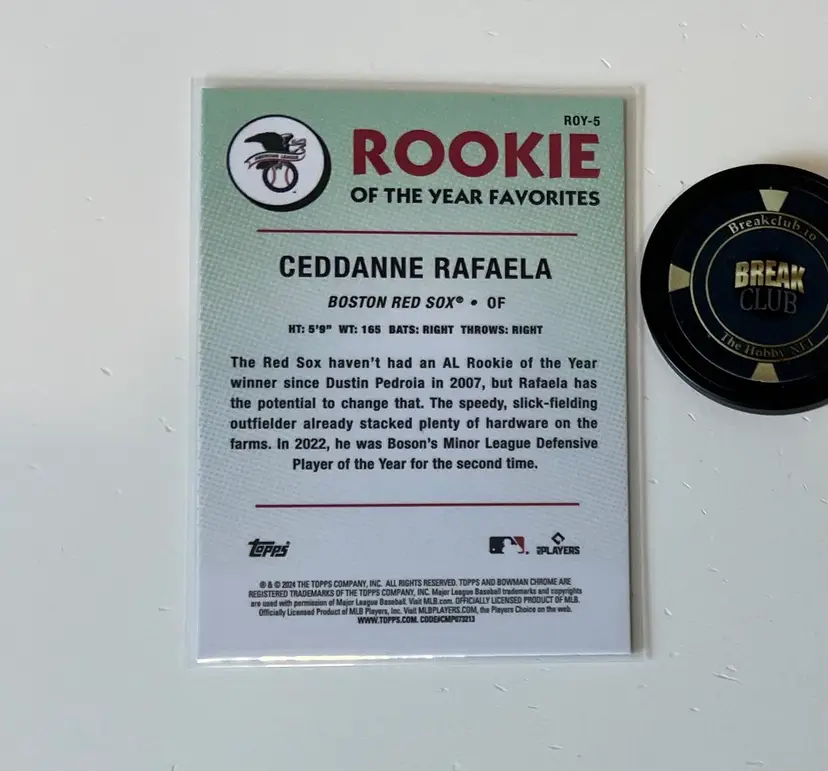 ROY-5
AMERICAN LEAGUE
ROOKIE
OF THE YEAR FAVORITES
CEDDANNE RAFAELA
BOSTON RED SOX® • OF
HT: 5'9" WT: 165 BATS: RIGHT THROWS: RIGHT
The Red Sox haven't had an AL Rookie of the Year
winner since Dustin Pedroia in 2007, but Rafaela has
the potential to change that. The speedy, slick-fielding
outfielder already stacked plenty of hardware on the
farms. In 2022, he was Boson's Minor League Defensive
Player of the Year for the second time.
Topps
MLB PLAYERS
® & © 2024 THE TOPPS COMPANY, INC. ALL RIGHTS RESERVED. TOPPS AND BOWMAN CHROME ARE
REGISTERED TRADEMARKS OF THE TOPPS COMPANY, INC. Major League Baseball trademarks and copyrights
are used with permission of Major League Baseball. Visit MLB.com. OFFICIALLY LICENSED PRODUCT OF MLB.
Officially Licensed Product of MLB Players, Inc. Visit MLBPLAYERS.COM, the Players Choice on the web.
WWW.TOPPS.COM. CODE#CMP073213
Breakclub.io
BREAK
CLUB
The Hobby NFT